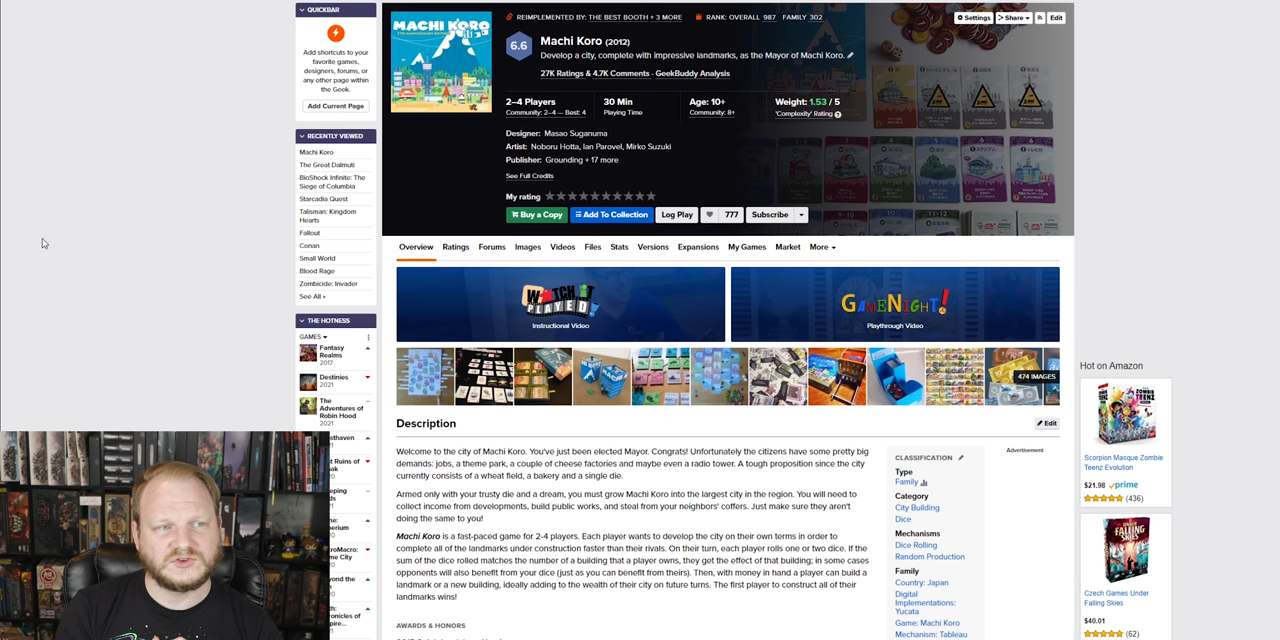 QUICKBAR
Add shortcuts to your
favorite games,
designers, forums, or
any other page within
the Geek.
Add Current Page
RECENTLY VIEWED
Machi Koro
The Great Dalmuti
BioShock Infinite: The
Siege of Columbia
Starcadia Quest
Talisman: Kingdom
Hearts
Fallout
Conan
Small World
Blood Rage
Zombicide: Invader
See All »
THE HOTNESS
GAMES
Fantasy
Realms
2017
Destinies
2021
The
Adventures of
Robin Hood
2021
MACHI KORO
REIMPLEMENTED BY: THE BEST BOOTH + 3 MORE
RANK: OVERALL 987 FAMILY 302
Settings
Share
Edit
6.6
Machi Koro (2012)
Develop a city, complete with impressive landmarks, as the Mayor of Machi Koro.
27K Ratings & 4.7K Comments · GeekBuddy Analysis
2–4 Players
Community: 2–4 — Best: 4
30 Min
Playing Time
Age: 10+
Community: 8+
Weight: 1.53 / 5
'Complexity' Rating
Designer: Masao Suganuma
Artist: Noboru Hotta, Ian Parovel, Mirko Suzuki
Publisher: Grounding + 17 more
See Full Credits
My rating
Buy a Copy
Add To Collection
Log Play
777
Subscribe
Overview Ratings Forums Images Videos Files Stats Versions Expansions My Games Market More
WATCH IT
PLAYED!
Instructional Video
GAMENIGHT!
Playthrough Video
474 IMAGES
Description
Edit
Welcome to the city of Machi Koro. You've just been elected Mayor. Congrats! Unfortunately the citizens have some pretty big
demands: jobs, a theme park, a couple of cheese factories and maybe even a radio tower. A tough proposition since the city
currently consists of a wheat field, a bakery and a single die.
Armed only with your trusty die and a dream, you must grow Machi Koro into the largest city in the region. You will need to
collect income from developments, build public works, and steal from your neighbors' coffers. Just make sure they aren't
doing the same to you!
Machi Koro is a fast-paced game for 2-4 players. Each player wants to develop the city on their own terms in order to
complete all of the landmarks under construction faster than their rivals. On their turn, each player rolls one or two dice. If the
sum of the dice rolled matches the number of a building that a player owns, they get the effect of that building; in some cases
opponents will also benefit from your dice (just as you can benefit from theirs). Then, with money in hand a player can build a
landmark or a new building, ideally adding to the wealth of their city on future turns. The first player to construct all of their
landmarks wins!
AWARDS & HONORS
CLASSIFICATION
Type
Family
Category
City Building
Dice
Mechanisms
Dice Rolling
Random Production
Family
Country: Japan
Digital
Implementations:
Yucata
Game: Machi Koro
Mechanism: Tableau
Advertisement
Hot on Amazon
Scorpion Masque Zombie
Teenz Evolution
$21.98 prime
(436)
UNDER
FALLING
SKIES
Czech Games Under
Falling Skies
$40.01
(62)